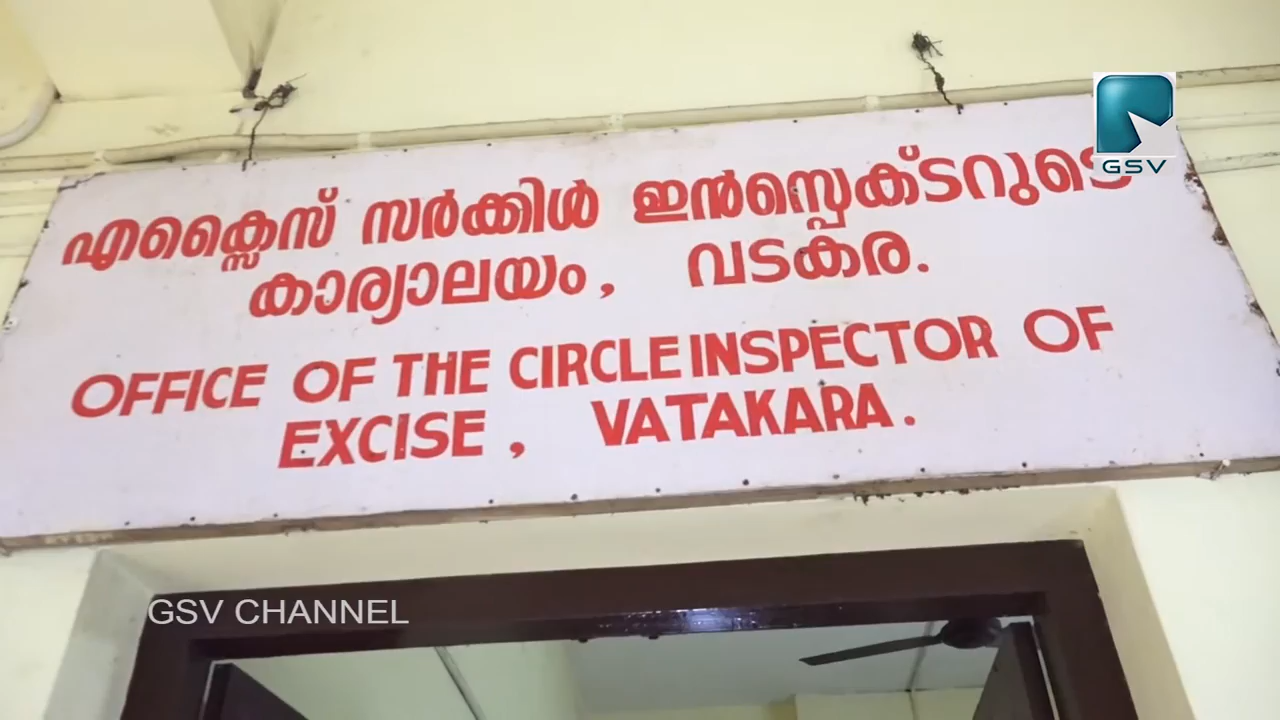 GSV
എക്സൈസ് സർക്കിൾ ഇൻസ്പെക്ടറുടെ
കാര്യാലയം, വടകര.
OFFICE OF THE CIRCLE INSPECTOR OF
EXCISE, VATAKARA.
GSV CHANNEL